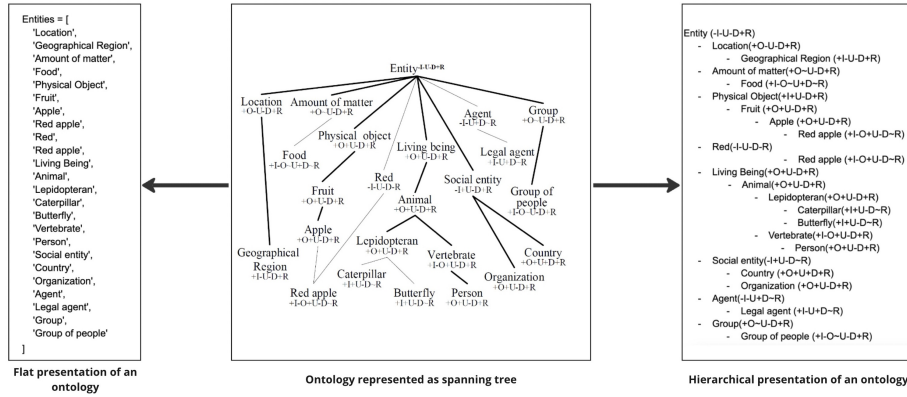 Entities = [
'Location',
'Geographical Region',
'Amount of matter',
'Food',
'Physical Object',
'Fruit',
'Apple',
'Red apple',
'Red',
'Red apple',
'Living Being',
'Animal',
'Lepidopteran',
'Caterpillar',
'Butterfly',
'Vertebrate',
'Person',
'Social entity',
'Country',
'Organization',
'Agent',
'Legal agent',
'Group',
'Group of people'
]
Flat presentation of an
ontology
Entity-I-U-D+R
Location
+O-U-D+R
Amount of matter
+O~U-D+R
Agent
-I-U+D~R
Group
+O~U-D+R
Physical object
+O+U-D+R
Living being
+O+U-D+R
Legal agent
+I-U+D~R
Food
+I-O~U+D~R
Red
-I-U-D-R
Social entity
-I+U-D~R
Group of
people
+I-O~U-D+R
Fruit
+O+U-D+R
Animal
+O+U-D+R
Apple
+O+U-D+R
Lepidopteran
+O+U-D+R
Vertebrate
+I-O+U-D+R
Country
+O+U-D+R
Geographical
Region
+I-U-D+R
Caterpillar
+I+U-D~R
Organization
+O+U-D+R
Red apple
+I-O+U-D~R
Butterfly
+I+U-D~R
Person
+O+U-D+R
Ontology represented as spanning tree
Entity (-I-U-D+R)
- Location(+O-U-D+R)
- Geographical Region (+I-U-D+R)
- Amount of matter(+O~U-D+R)
- Food (+I-O~U+D~R)
- Physical Object(+I+U-D+R)
- Fruit (+O+U-D+R)
- Apple (+O+U-D+R)
- Red apple (+I-O+U-D~R)
- Red(-I-U-D-R)
- Red apple (+I-O+U-D~R)
- Living Being(+O+U-D+R)
- Animal(+O+U-D+R)
- Lepidopteran(+O+U-D+R)
- Caterpillar(+I+U-D~R)
- Butterfly(+I+U-D~R)
- Vertebrate(+I-O+U-D+R)
- Person(+O+U-D+R)
- Social entity(-I+U-D~R)
- Country (+O+U+D+R)
- Organization (+O+U-D+R)
- Agent(-I-U+D~R)
- Legal agent (+I-U+D~R)
- Group(+O~U-D+R)
- Group of people (+I-O~U-D+R)
Hierarchical presentation of an ontology